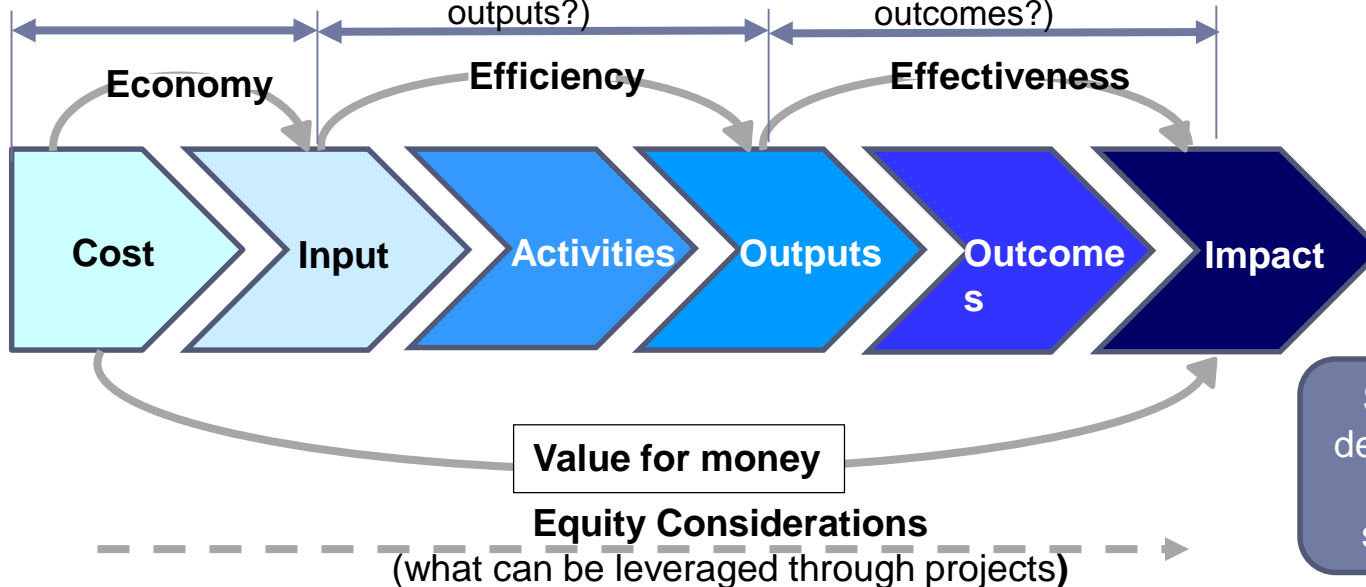 outputs?)
outcomes?)
Economy
Efficiency
Effectiveness
Cost
Input
Activities
Outputs
Outcome
s
Impact
Value for money
Equity Considerations
(what can be leveraged through projects)